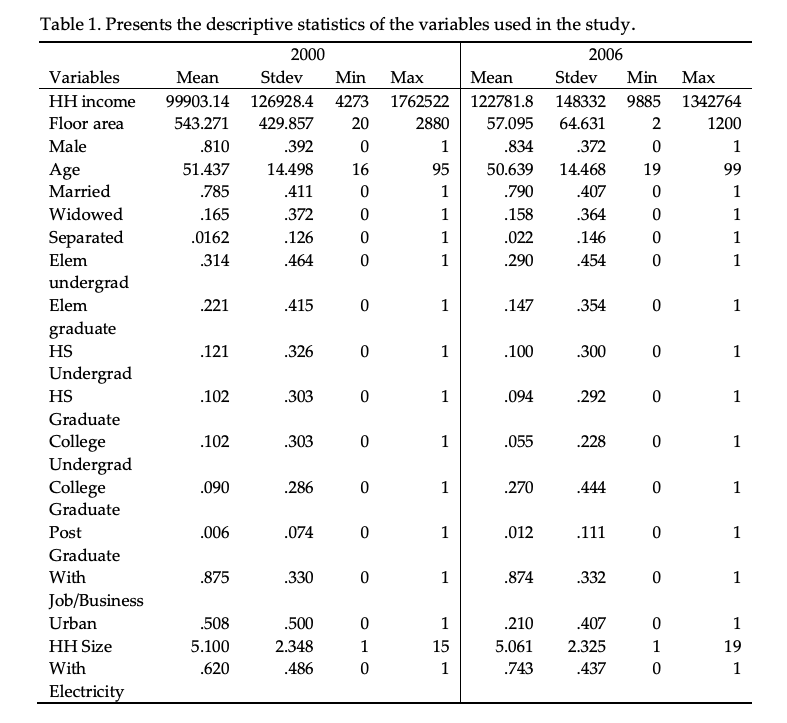 Table 1. Presents the descriptive statistics of the variables used in the study.
2000 2006
Variables Mean Stdev Min Max Mean Stdev Min Max
HH income 99903.14 126928.4 4273 1762522 122781.8 148332 9885 1342764
Floor area 543.271 429.857 20 2880 57.095 64.631 2 1200
Male .810 .392 0 1 .834 .372 0 1
Age 51.437 14.498 16 95 50.639 14.468 19 99
Married .785 .411 0 1 .790 .407 0 1
Widowed .165 .372 0 1 .158 .364 0 1
Separated .0162 .126 0 1 .022 .146 0 1
Elem .314 .464 0 1 .290 .454 0 1
undergrad
Elem .221 .415 0 1 .147 .354 0 1
graduate
HS .121 .326 0 1 .100 .300 0 1
Undergrad
HS .102 .303 0 1 .094 .292 0 1
Graduate
College .102 .303 0 1 .055 .228 0 1
Undergrad
College .090 .286 0 1 .270 .444 0 1
Graduate
Post .006 .074 0 1 .012 .111 0 1
Graduate
With .875 .330 0 1 .874 .332 0 1
Job/Business
Urban .508 .500 0 1 .210 .407 0 1
HH Size 5.100 2.348 1 15 5.061 2.325 1 19
With .620 .486 0 1 .743 .437 0 1
Electricity